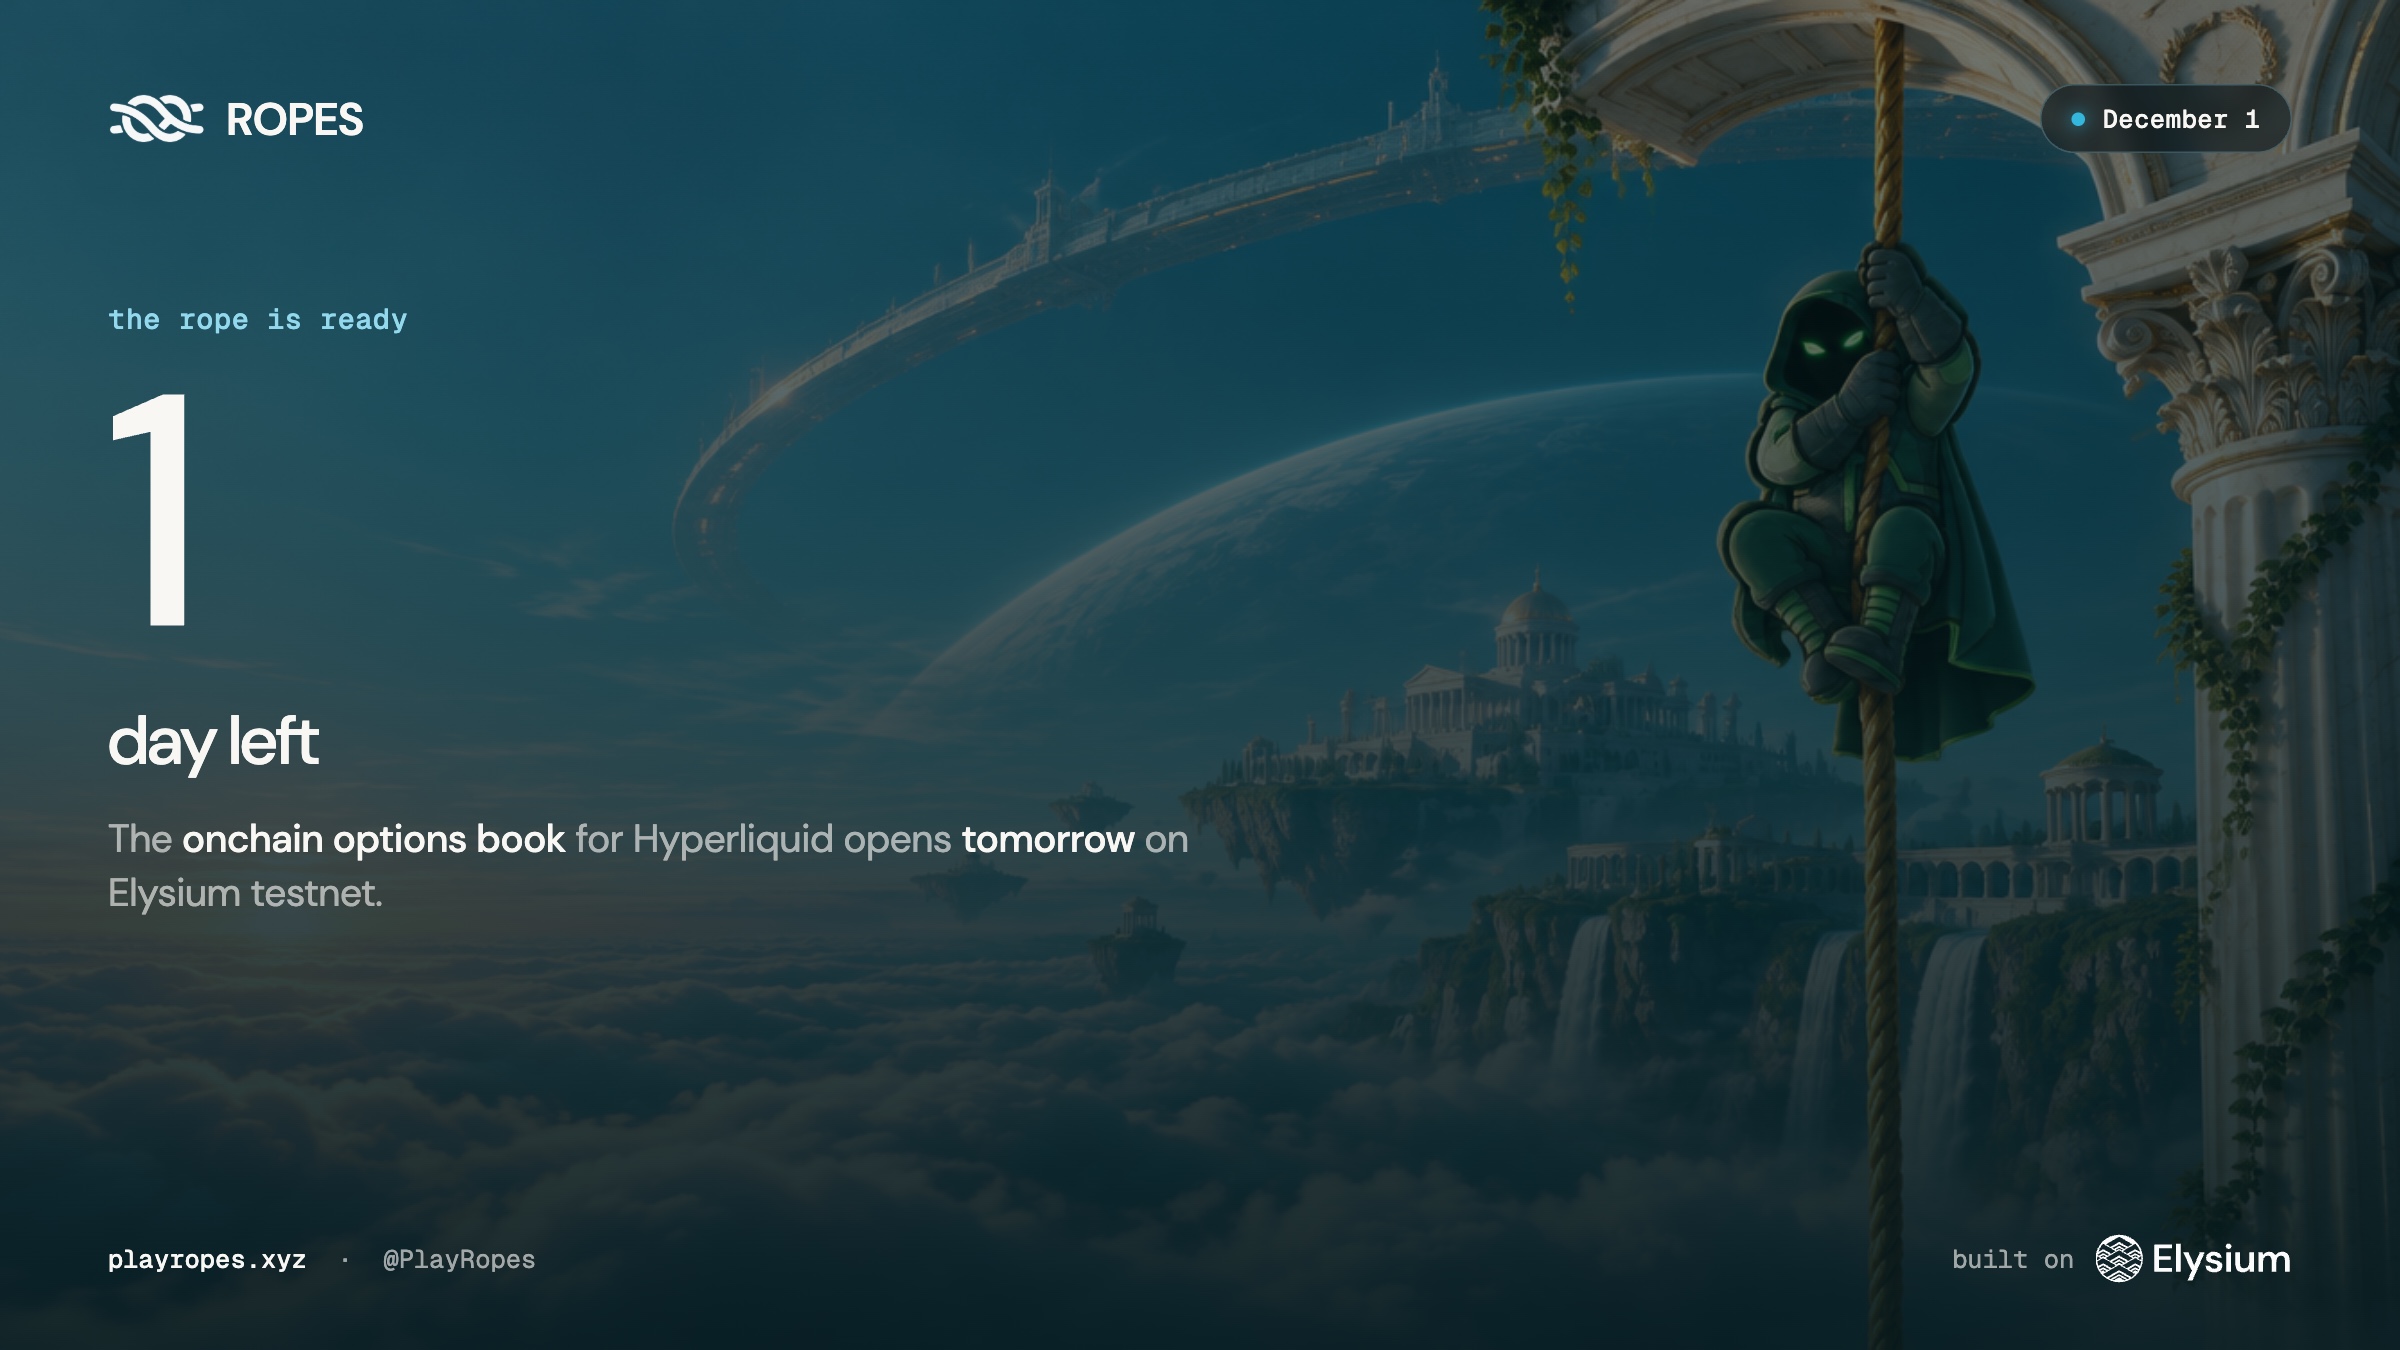 ROPES
December 1
the rope is ready
1
day left
The onchain options book for Hyperliquid opens tomorrow on
Elysium testnet.
playropes.xyz · @PlayRopes
built on Elysium